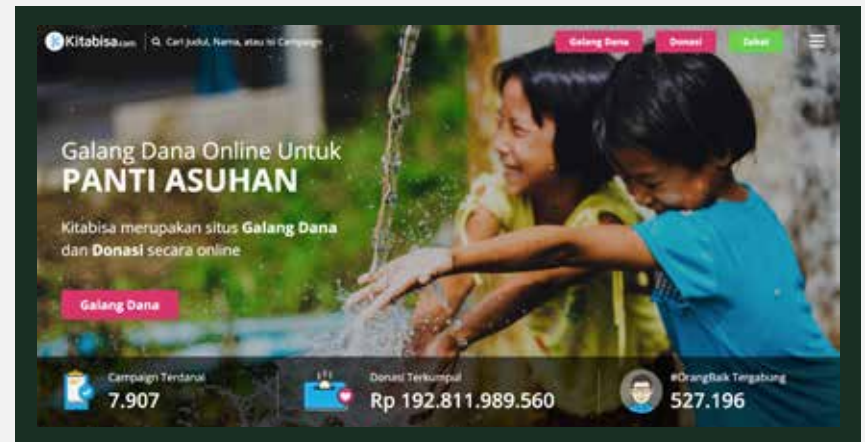 Kitabisa.com
Cari Judul, Nama, atau Isi Campaign
Galang Dana Donasi Zakat
Galang Dana Online Untuk
PANTI ASUHAN
Kitabisa merupakan situs Galang Dana
dan Donasi secara online
Galang Dana
Campaign Terdanai
7.907
Donasi Terkumpul
Rp 192.811.989.560
#OrangBaik Tergabung
527.196